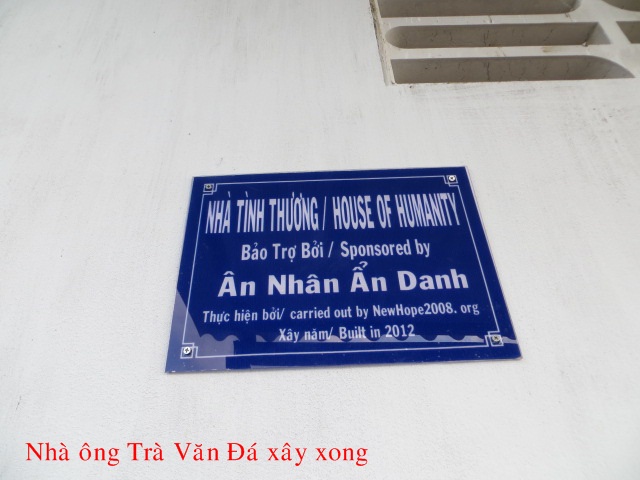 NHÀ TÌNH THƯƠNG / HOUSE OF HUMANITY
Bảo Trợ Bởi / Sponsored by
Ân Nhân Ẩn Danh
Thực hiện bởi/ carried out by NewHope2008. org
Xây năm/ Built in 2012
Nhà ông Trà Văn Đá xây xong